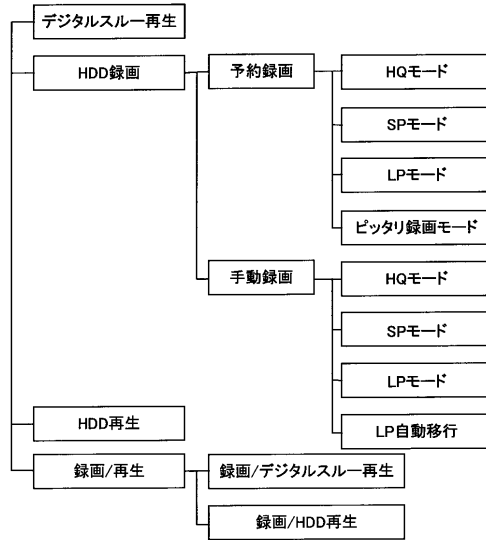 デジタルスルー再生
HDD録画
予約録画
HQモード
SPモード
LPモード
ピッタリ録画モード
手動録画
HQモード
SPモード
LPモード
LP自動移行
HDD再生
録画/再生
録画/デジタルスルー再生
録画/HDD再生